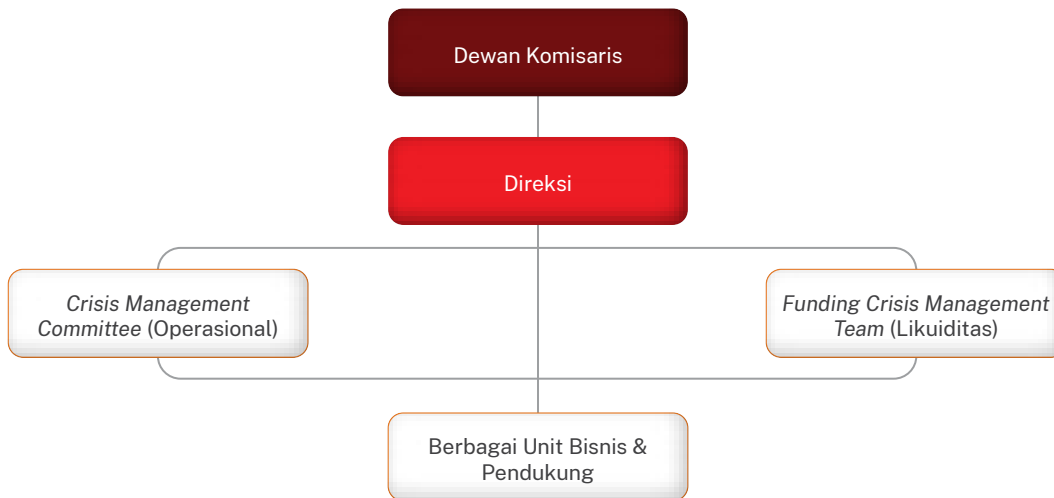 Dewan Komisaris
Direksi
Crisis Management
Committee (Operasional)
Funding Crisis Management
Team (Likuiditas)
Berbagai Unit Bisnis &
Pendukung